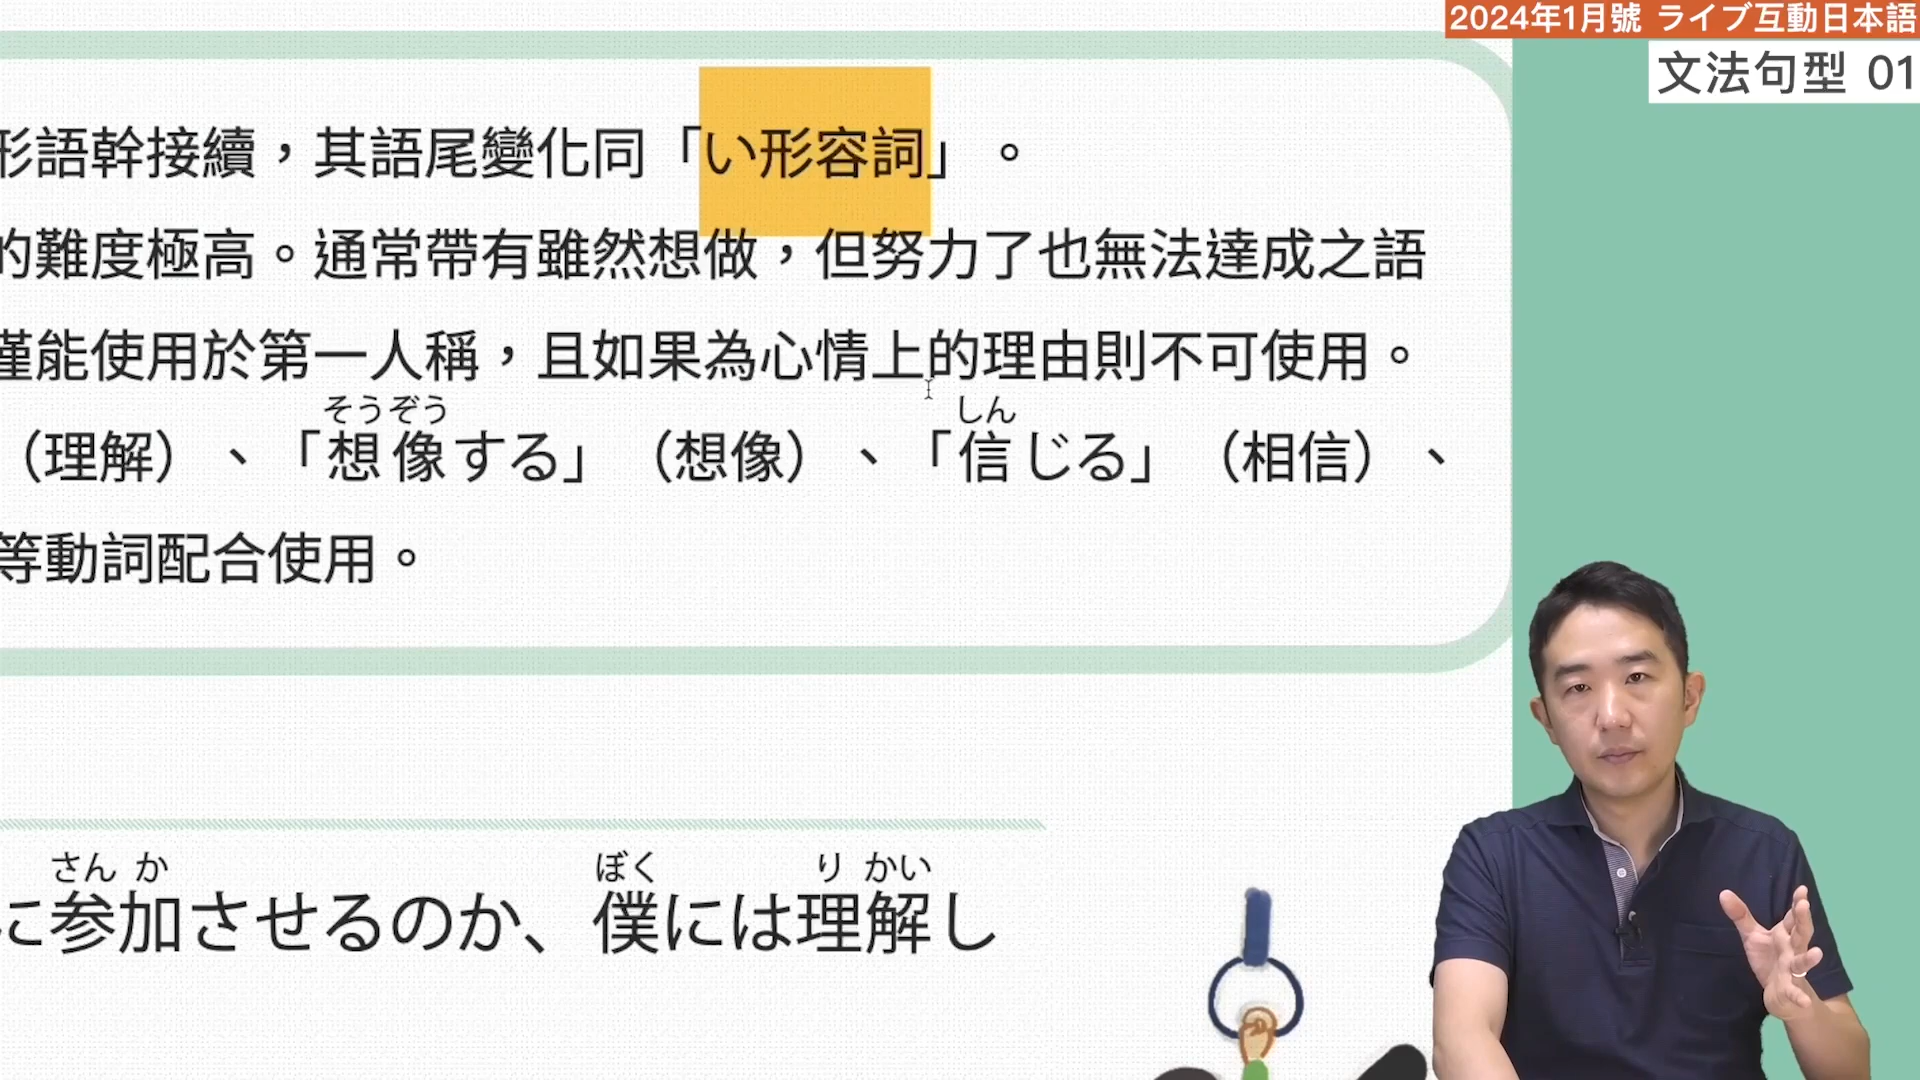 2024年1月號 ライブ互動日本語
文法句型 01
形語幹接續，其語尾變化同「い形容詞」。
的難度極高。通常帶有雖然想做，但努力了也無法達成之語
僅能使用於第一人稱，且如果為心情上的理由則不可使用。
そうぞう しん
（理解）、「想像する」（想像）、「信じる」（相信）、
等動詞配合使用。
さん か ぼく り かい
に参加させるのか、僕には理解し